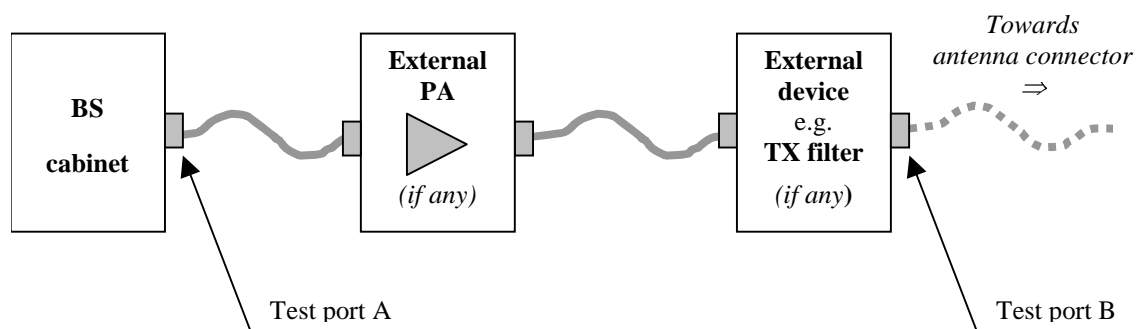 BS
cabinet
External
PA
(if any)
External
device
e.g.
TX filter
(if any)
Towards
antenna connector
⇒
Test port A
Test port B